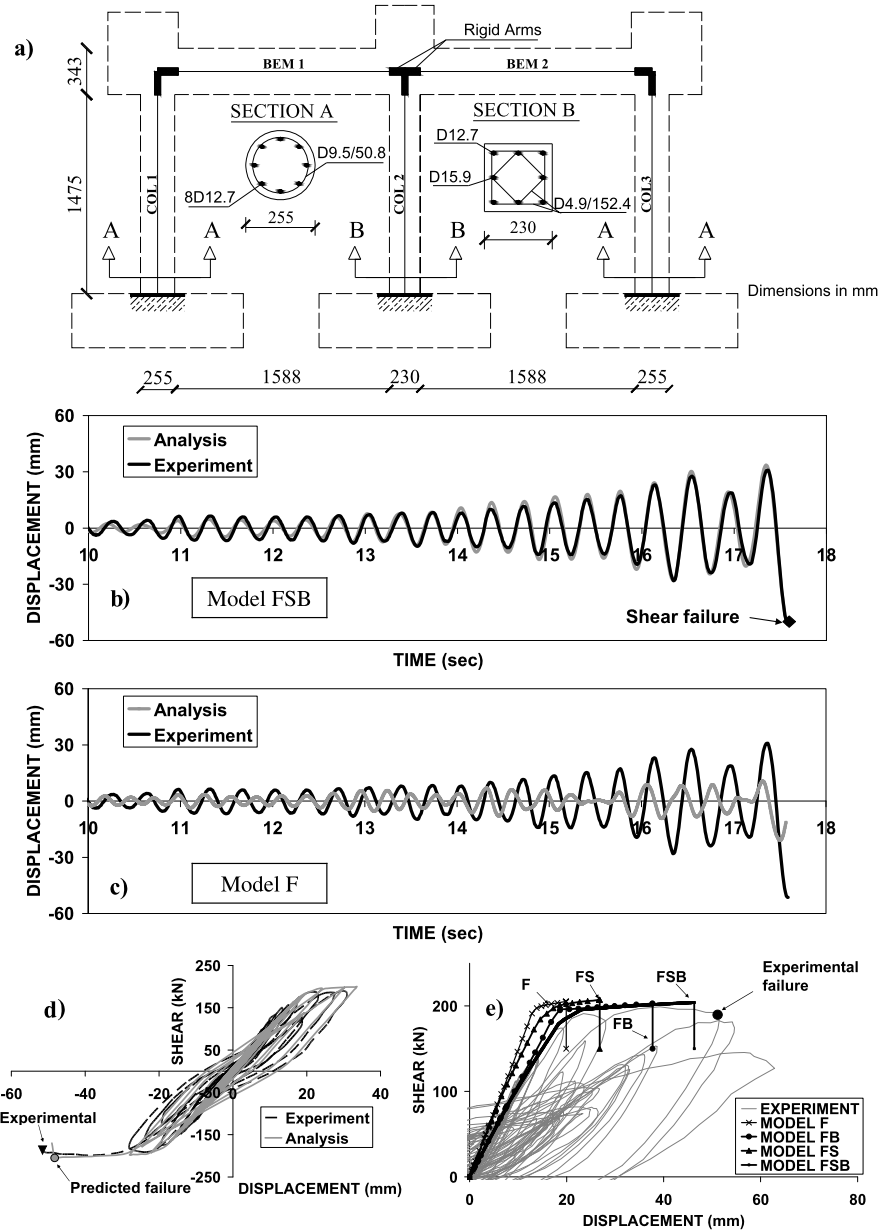 a)
Rigid Arms
343
BEM 1
BEM 2
SECTION A
SECTION B
D12.7
D9.5/50.8
D15.9
1475
COL 1
COL 2
COL3
8D12.7
D4.9/152.4
255
230
A A B B A A
Dimensions in mm
255 1588 230 1588 255
60
30
0
-30
-60
DISPLACEMENT (mm)
Analysis
Experiment
10 11 12 13 14 15 16 17 18
b)
Model FSB
Shear failure
TIME (sec)
60
30
0
-30
-60
DISPLACEMENT (mm)
Analysis
Experiment
10 11 12 13 14 15 16 17 18
c)
Model F
TIME (sec)
d)
SHEAR (kN)
250
150
50
-50
-150
-250
-60 -40 -20 0 20 40
Experimental
Predicted failure
Experiment
Analysis
DISPLACEMENT (mm)
e)
SHEAR (kN)
200
100
0
F
FS
FSB
FB
Experimental
failure
EXPERIMENT
MODEL F
MODEL FB
MODEL FS
MODEL FSB
0 20 40 60 80
DISPLACEMENT (mm)